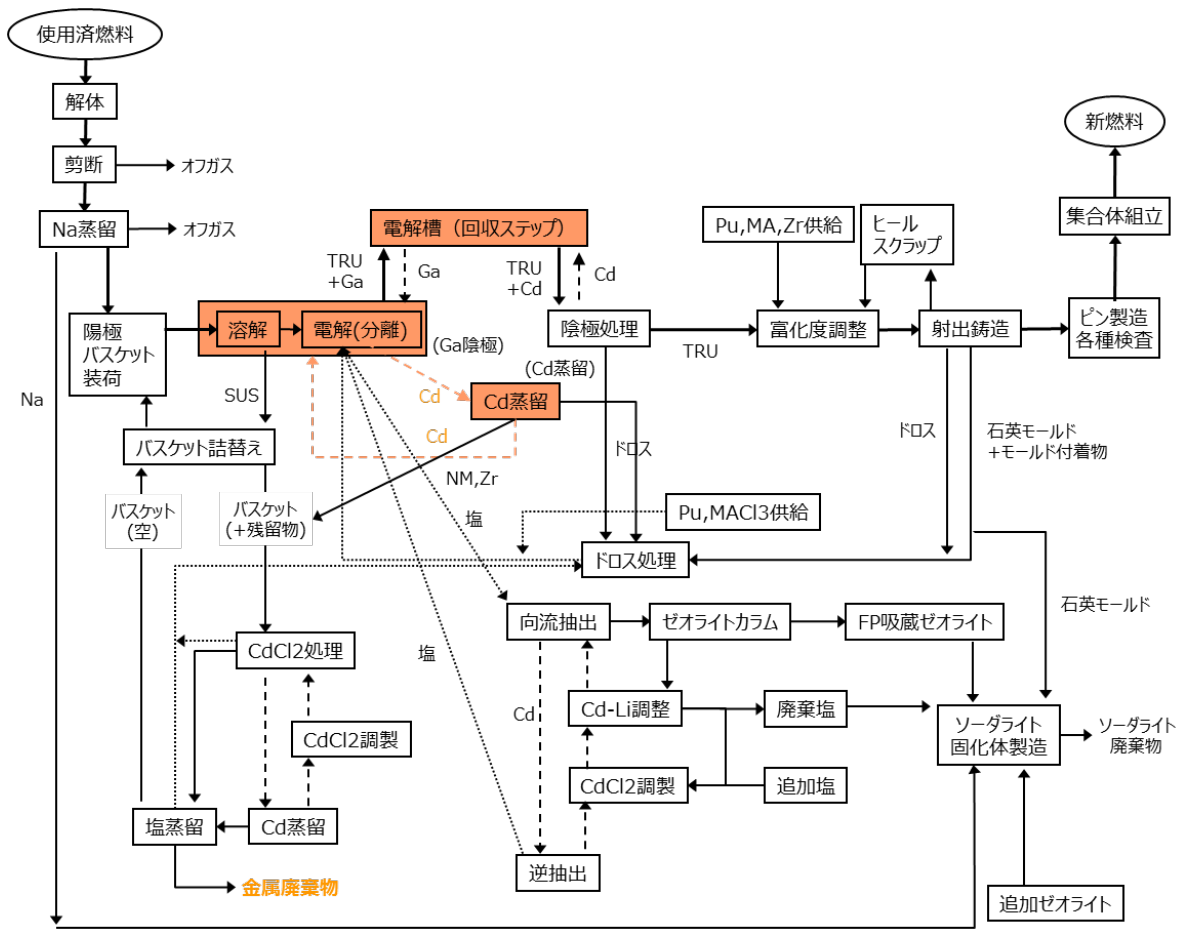 使用済燃料
解体
剪断
オフガス
Na蒸留
オフガス
新燃料
集合体組立
電解槽（回収ステップ）
Pu,MA,Zr供給
ヒール
スクラップ
TRU
+Ga
Ga
TRU
+Cd
Cd
陽極
バスケット
装荷
溶解
電解(分離)
(Ga陰極)
陰極処理
(Cd蒸留)
TRU
富化度調整
射出鋳造
ピン製造
各種検査
Na
SUS
Cd
Cd蒸留
Cd
バスケット詰替え
ドロス
ドロス
石英モールド
+モールド付着物
NM,Zr
バスケット
(空)
バスケット
(+残留物)
塩
Pu,MACl3供給
ドロス処理
石英モールド
向流抽出
ゼオライトカラム
FP吸蔵ゼオライト
CdCl2処理
塩
Cd
Cd-Li調整
廃棄塩
ソーダライト
固化体製造
ソーダライト
廃棄物
CdCl2調製
CdCl2調製
追加塩
塩蒸留
Cd蒸留
逆抽出
金属廃棄物
追加ゼオライト